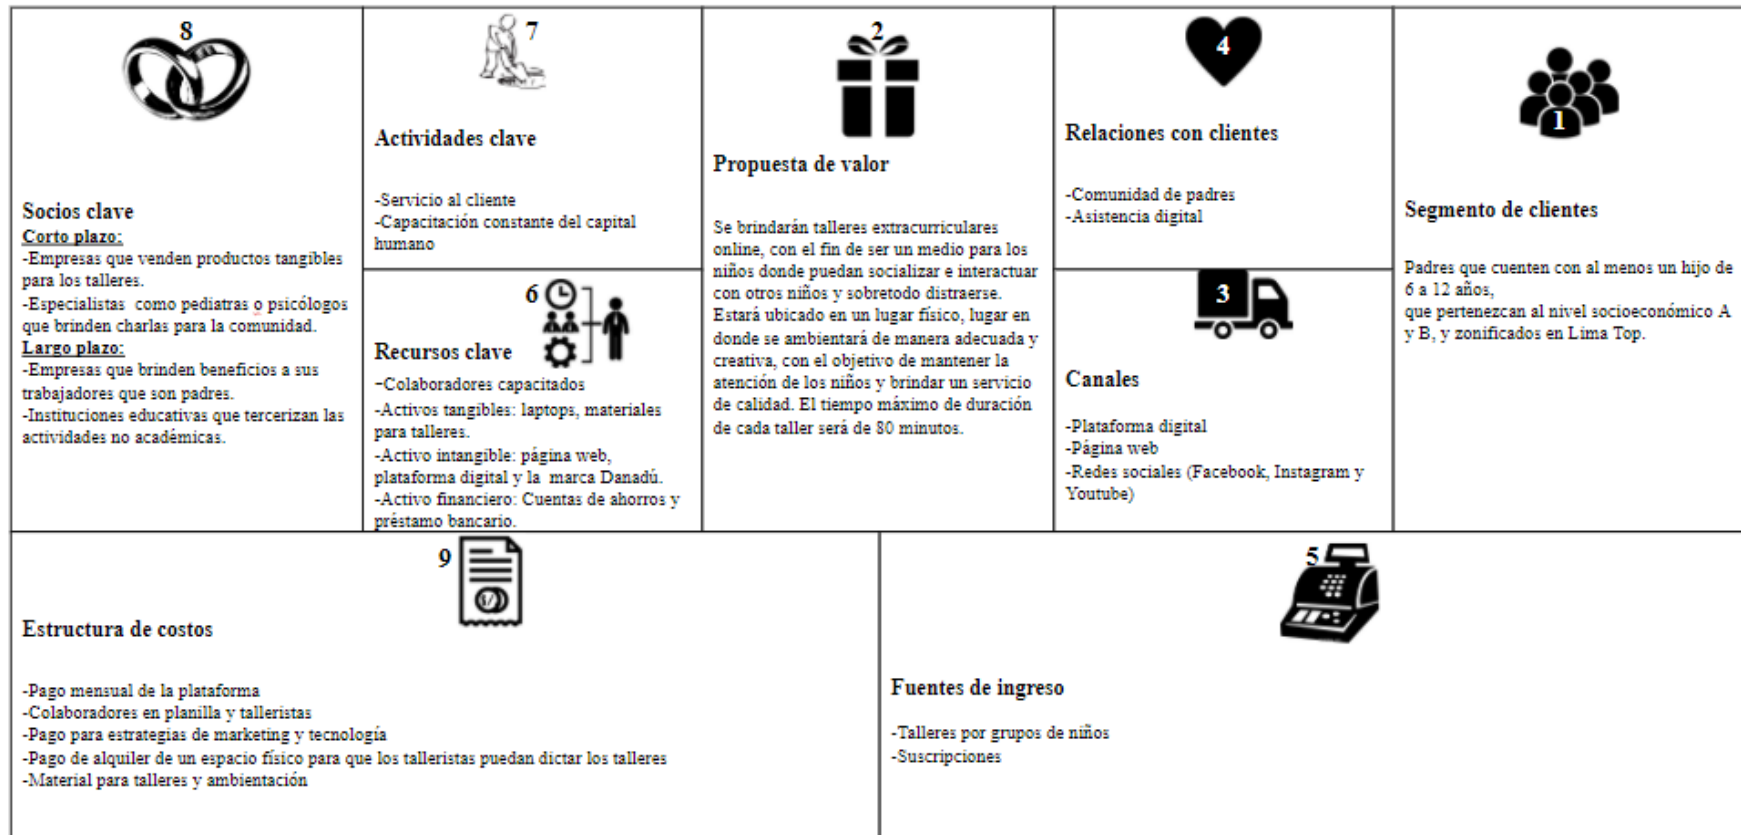 8
Socios clave
Corto plazo:
-Empresas que venden productos tangibles
para los talleres.
-Especialistas como pediatras o psicólogos
que brinden charlas para la comunidad.
Largo plazo:
-Empresas que brinden beneficios a sus
trabajadores que son padres.
-Instituciones educativas que tercerizan las
actividades no académicas.
7
Actividades clave
-Servicio al cliente
-Capacitación constante del capital
humano
6
Recursos clave
-Colaboradores capacitados
-Activos tangibles: laptops, materiales
para talleres.
-Activo intangible: página web,
plataforma digital y la marca Danadú.
-Activo financiero: Cuentas de ahorros y
préstamo bancario.
2
Propuesta de valor
Se brindarán talleres extracurriculares
online, con el fin de ser un medio para los
niños donde puedan socializar e interactuar
con otros niños y sobretodo distraerse.
Estará ubicado en un lugar físico, lugar en
donde se ambientará de manera adecuada y
creativa, con el objetivo de mantener la
atención de los niños y brindar un servicio
de calidad. El tiempo máximo de duración
de cada taller será de 80 minutos.
4
Relaciones con clientes
-Comunidad de padres
-Asistencia digital
3
Canales
-Plataforma digital
-Página web
-Redes sociales (Facebook, Instagram y
Youtube)
1
Segmento de clientes
Padres que cuenten con al menos un hijo de
6 a 12 años,
que pertenezcan al nivel socioeconómico A
y B, y zonificados en Lima Top.
9
S/
Estructura de costos
-Pago mensual de la plataforma
-Colaboradores en planilla y talleristas
-Pago para estrategias de marketing y tecnología
-Pago de alquiler de un espacio físico para que los talleristas puedan dictar los talleres
-Material para talleres y ambientación
5
Fuentes de ingreso
-Talleres por grupos de niños
-Suscripciones